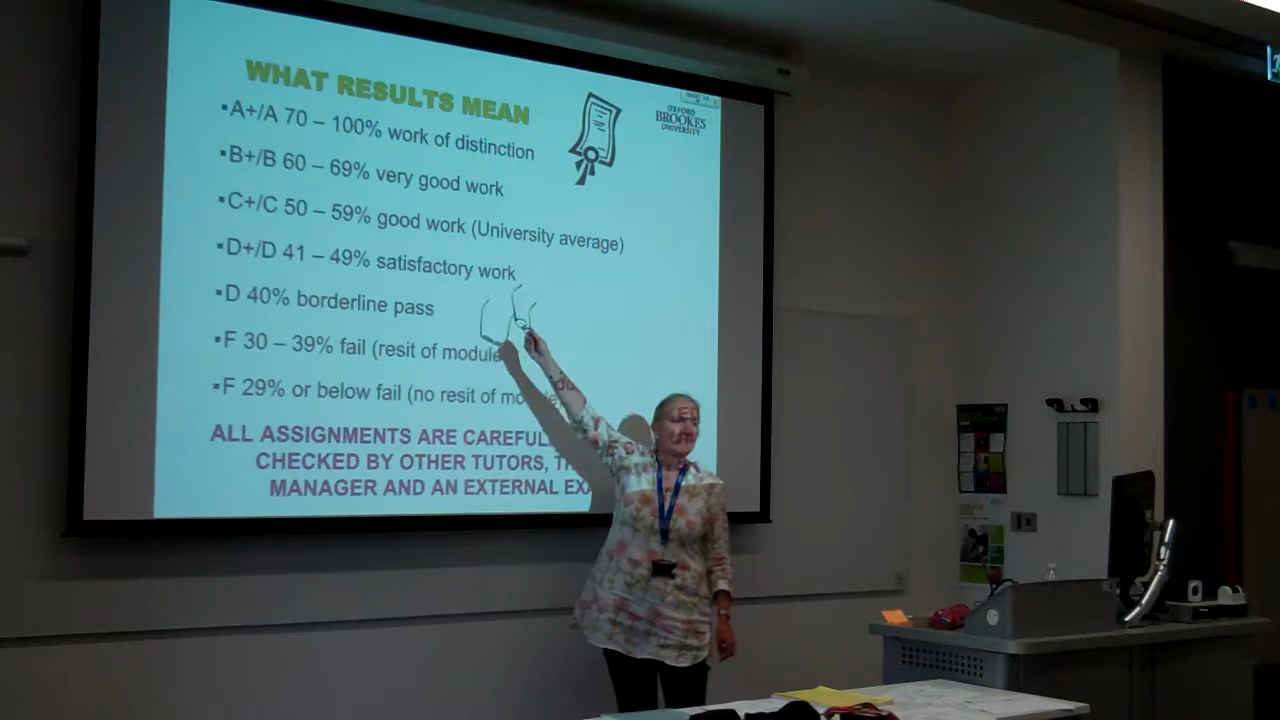 WHAT RESULTS MEAN
▪A+/A 70 – 100% work of distinction
▪B+/B 60 – 69% very good work
▪C+/C 50 – 59% good work (University average)
▪D+/D 41 – 49% satisfactory work
▪D 40% borderline pass
▪F 30 – 39% fail (resit of module
▪F 29% or below fail (no resit of mo
ALL ASSIGNMENTS ARE CAREFUL
CHECKED BY OTHER TUTORS,
MANAGER AND AN EXTERNAL EX
OXFORD
BROOKES
UNIVERSITY